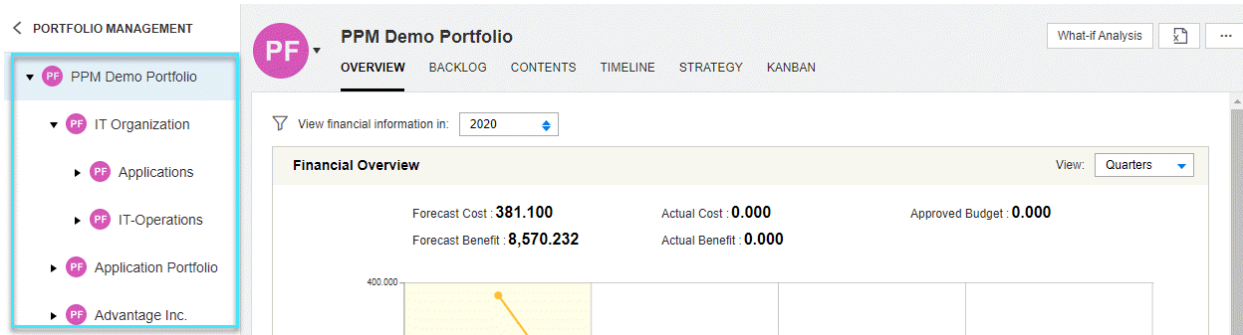 PORTFOLIO MANAGEMENT
PF PPM Demo Portfolio
PF IT Organization
PF Applications
PF IT-Operations
PF Application Portfolio
PF Advantage Inc.
PF
PPM Demo Portfolio
What-if Analysis
x
...
OVERVIEW BACKLOG CONTENTS TIMELINE STRATEGY KANBAN
View financial information in: 2020
Financial Overview
View: Quarters
Forecast Cost : 381.100 Actual Cost : 0.000 Approved Budget : 0.000
Forecast Benefit : 8,570.232 Actual Benefit : 0.000
400.000